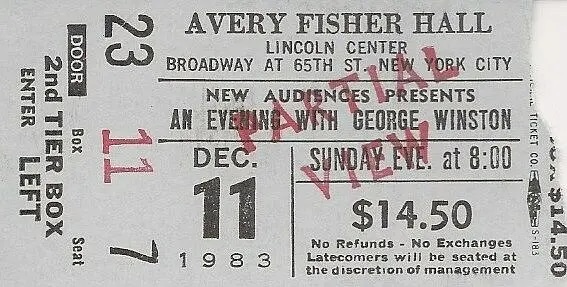 AVERY FISHER HALL
LINCOLN CENTER
BROADWAY AT 65TH ST. NEW YORK CITY
NEW AUDIENCES PRESENTS
AN EVENING WITH GEORGE WINSTON
PARTIAL
VIEW
DEC.
11
1983
SUNDAY EVE. at 8:00
$14.50
No Refunds - No Exchanges
Latecomers will be seated at
the discretion of management
DOOR
2nd TIER BOX
ENTER LEFT
23
Box
11
Seat
7
TICKET CO.
S-183
$14.50